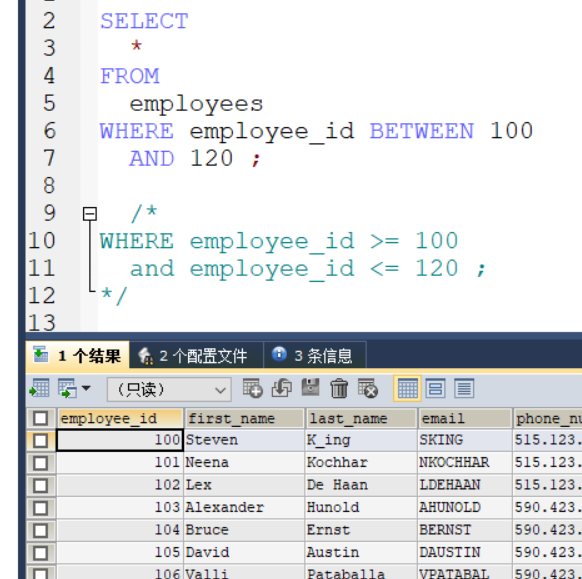 2 SELECT
3 *
4 FROM
5 employees
6 WHERE employee_id BETWEEN 100
7 AND 120 ;
8
9 /*
10 WHERE employee_id >= 100
11 and employee_id <= 120 ;
12 */
13
1 个结果 2 个配置文件 3 条信息
（只读）
employee_id first_name last_name email phone_nu
100 Steven K_ing SKING 515.123.
101 Neena Kochhar NKOCHHAR 515.123.
102 Lex De Haan LDEHAAN 515.123.
103 Alexander Hunold AHUNOLD 590.423.
104 Bruce Ernst BERNST 590.423.
105 David Austin DAUSTIN 590.423.
106 Valli Pataballa VPATABAL 590.423.